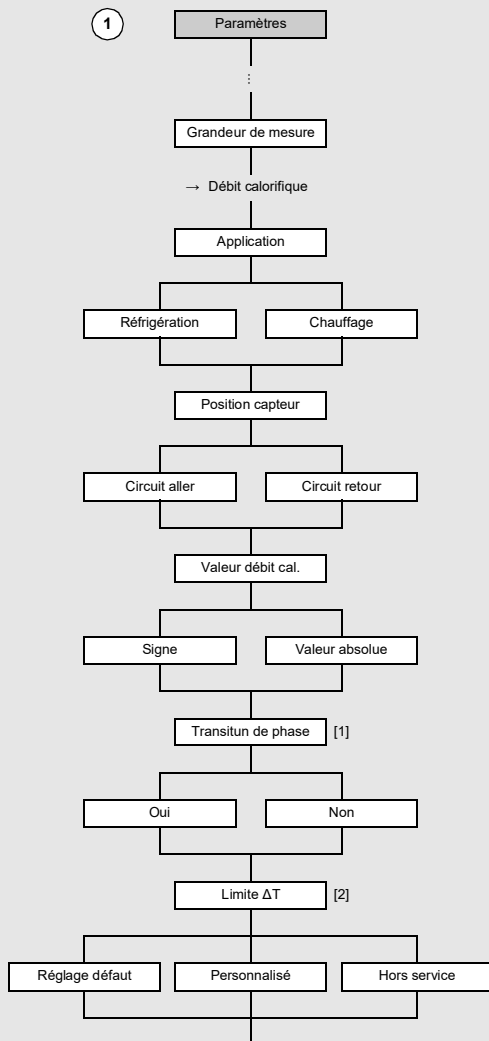 1
Paramètres
⋮
Grandeur de mesure
→ Débit calorifique
Application
Réfrigération
Chauffage
Position capteur
Circuit aller
Circuit retour
Valeur débit cal.
Signe
Valeur absolue
Transitun de phase [1]
Oui
Non
Limite ΔT [2]
Réglage défaut
Personnalisé
Hors service